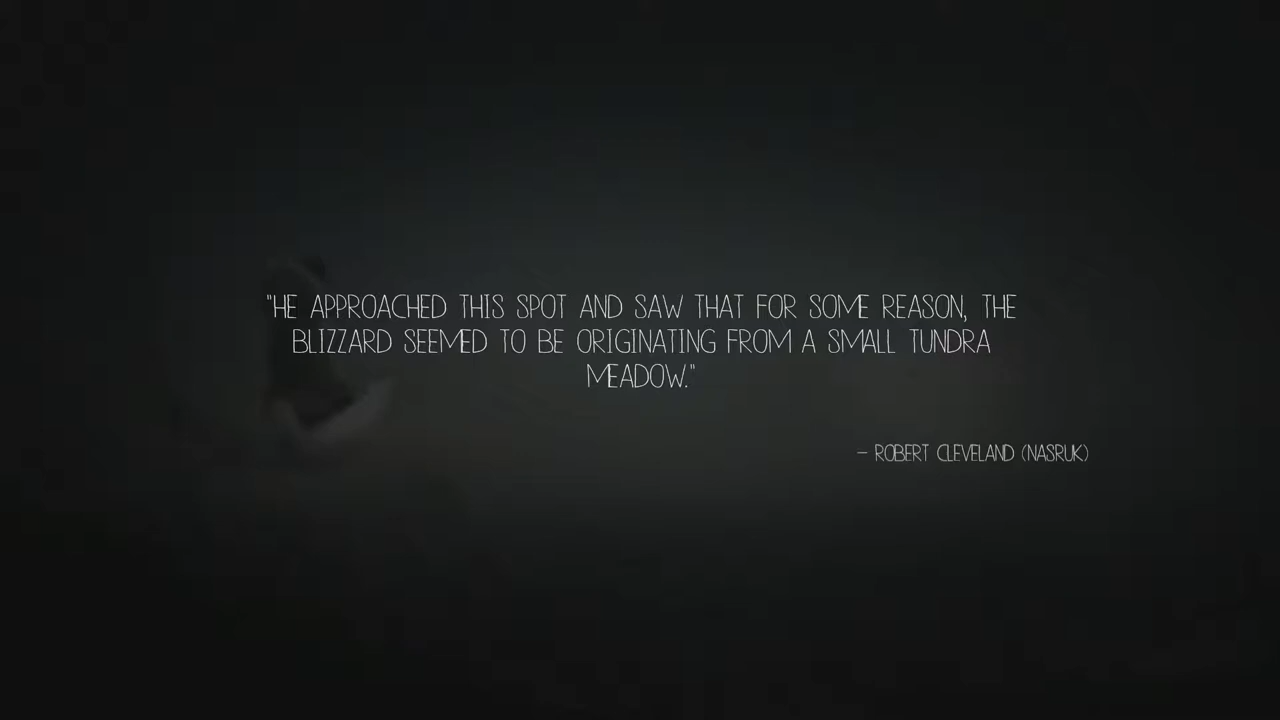 "HE APPROACHED THIS SPOT AND SAW THAT FOR SOME REASON, THE
BLIZZARD SEEMED TO BE ORIGINATING FROM A SMALL TUNDRA
MEADOW."
– ROBERT CLEVELAND (NASRUK)